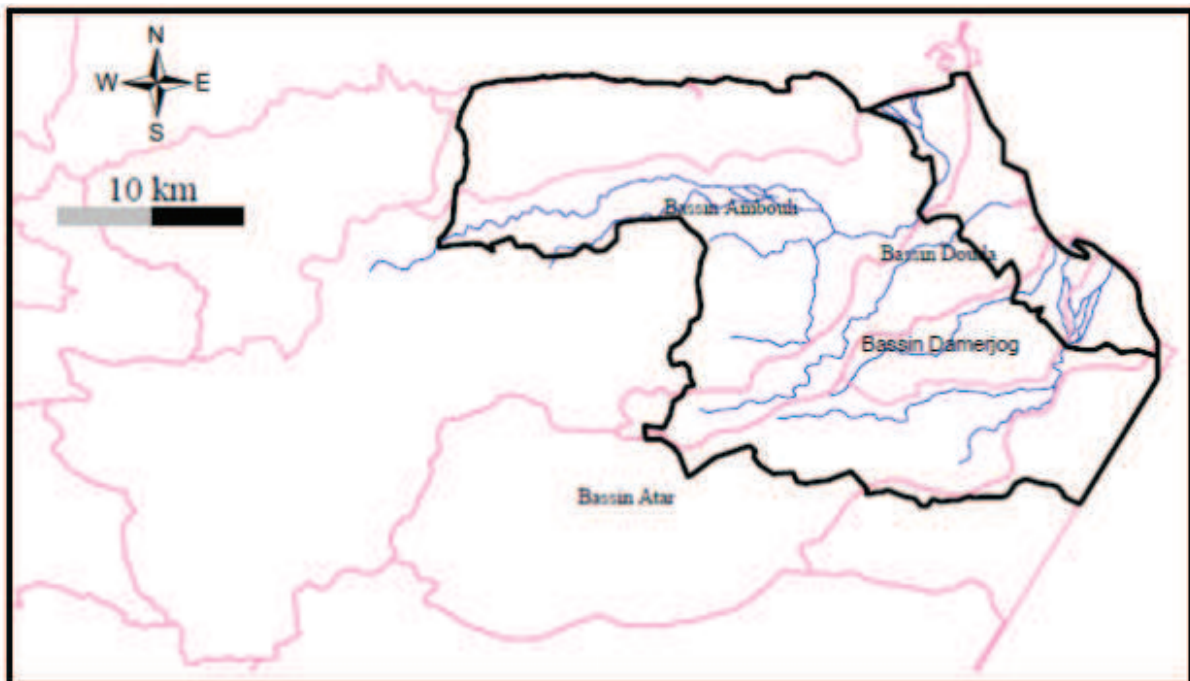 N
W E
S
10 km
Bassin Ambouli
Bassin Douda
Bassin Damerjog
Bassin Atar